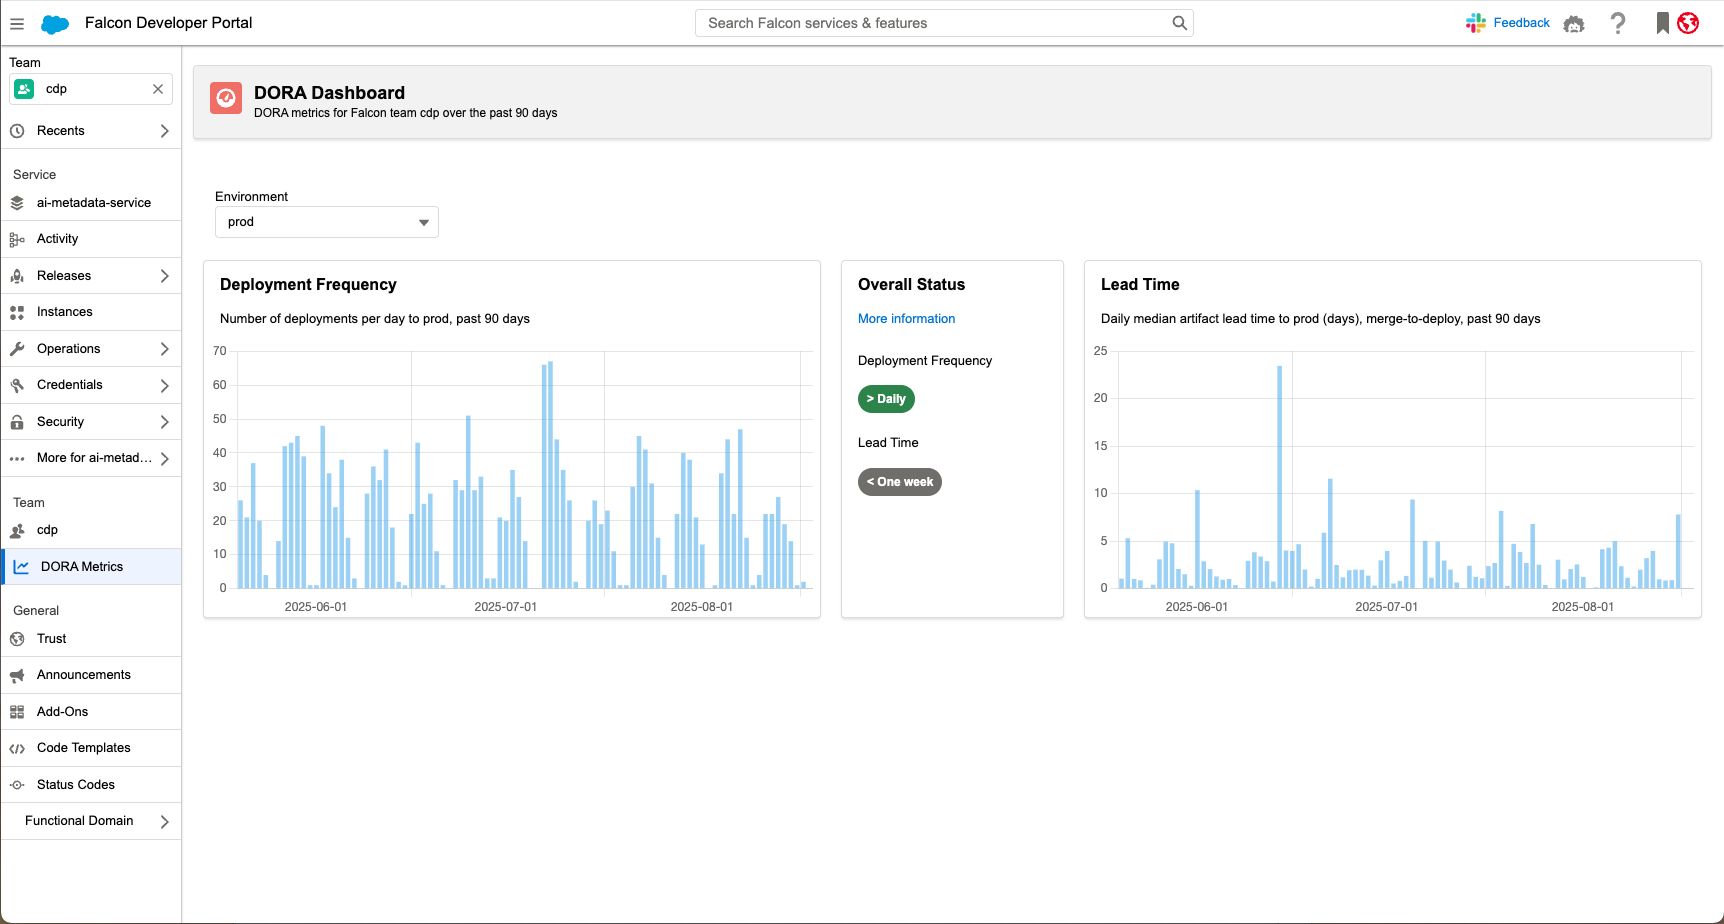 Falcon Developer Portal
Search Falcon services & features
Feedback
Team
cdp
Recents
Service
ai-metadata-service
Activity
Releases
Instances
Operations
Credentials
Security
More for ai-metad...
Team
cdp
DORA Metrics
General
Trust
Announcements
Add-Ons
Code Templates
Status Codes
Functional Domain
DORA Dashboard
DORA metrics for Falcon team cdp over the past 90 days
Environment
prod
Deployment Frequency
Number of deployments per day to prod, past 90 days
70
60
50
40
30
20
10
0
2025-06-01 2025-07-01 2025-08-01
Overall Status
More information
Deployment Frequency
> Daily
Lead Time
< One week
Lead Time
Daily median artifact lead time to prod (days), merge-to-deploy, past 90 days
25
20
15
10
5
0
2025-06-01 2025-07-01 2025-08-01